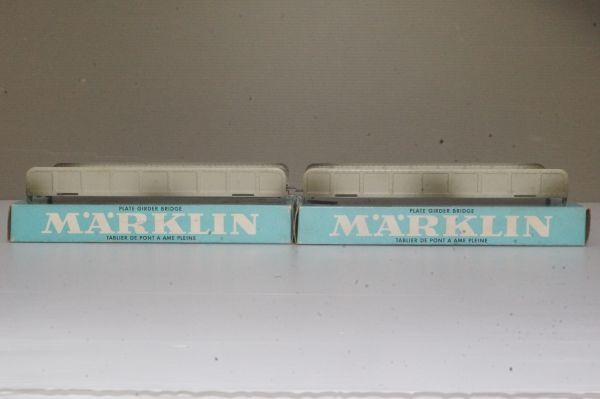 PLATE GIRDER BRIDGE
MÄRKLIN
TABLIER DE PONT A AME PLEINE
PLATE GIRDER BRIDGE
MÄRKLIN
TABLIER DE PONT A AME PLEINE